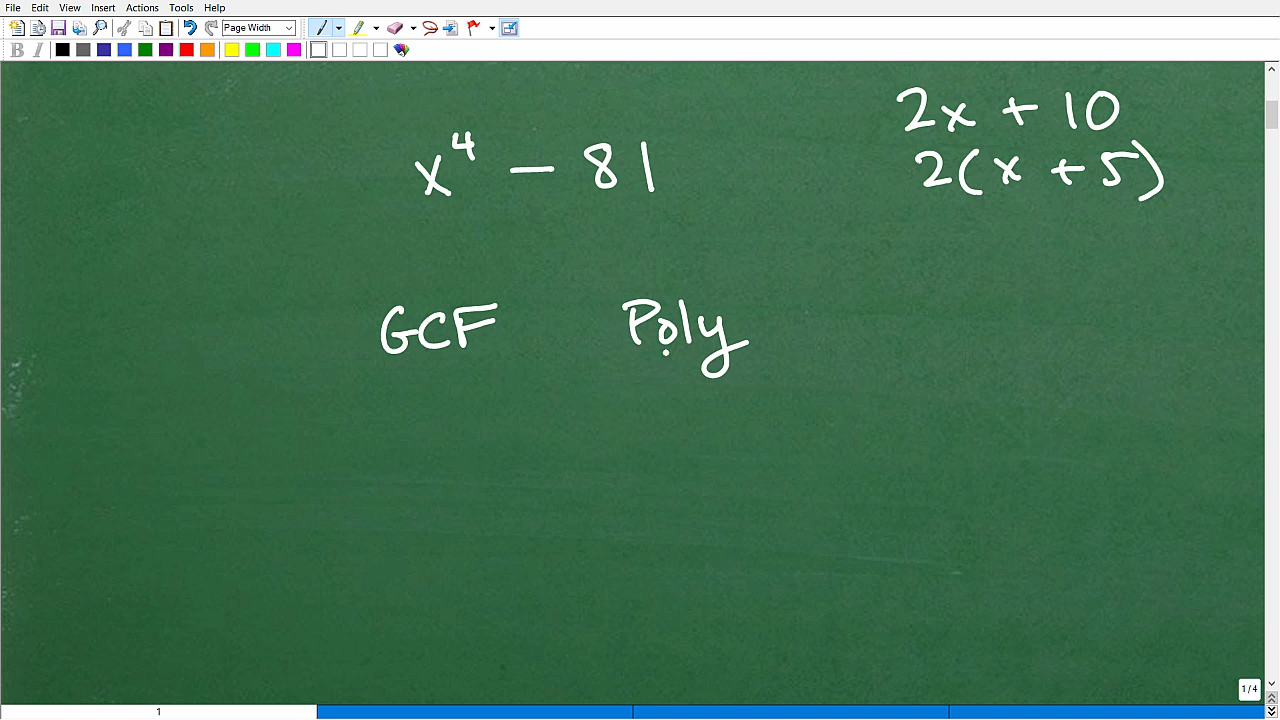 File Edit View Insert Actions Tools Help
Page Width
B I
2x + 10
x⁴ − 81
2(x + 5)
GCF Poly
1/4
1